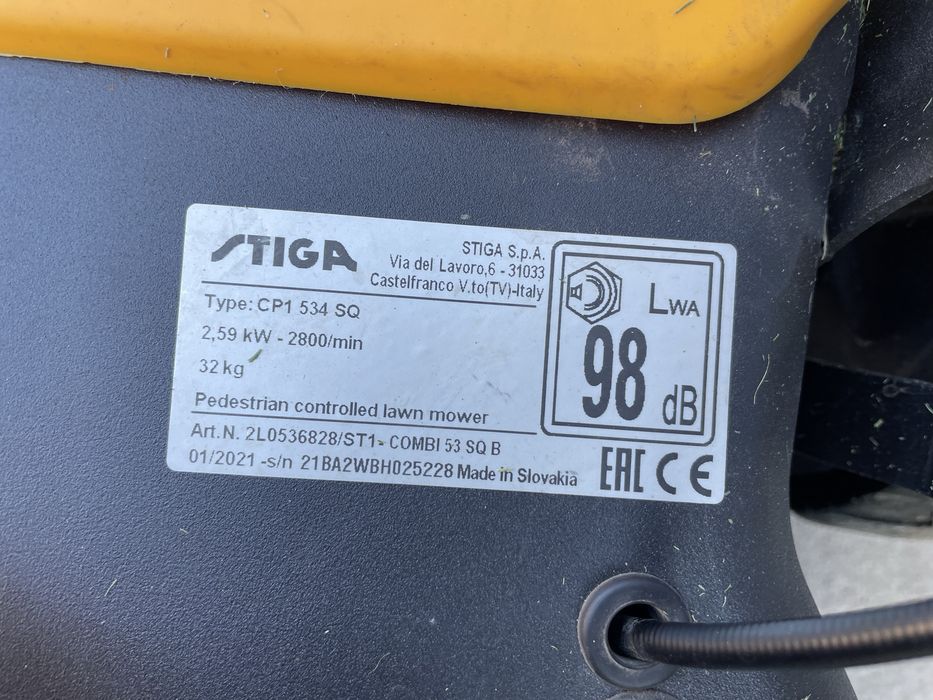 STIGA
STIGA S.p.A.
Via del Lavoro,6 - 31033
Castelfranco V.to(TV)-Italy
Type: CP1 534 SQ
2,59 kW - 2800/min
32 kg
Pedestrian controlled lawn mower
Art.N. 2L0536828/ST1- COMBI 53 SQ B
01/2021 -s/n 21BA2WBH025228 Made in Slovakia
LWA
98 dB
EAC CE